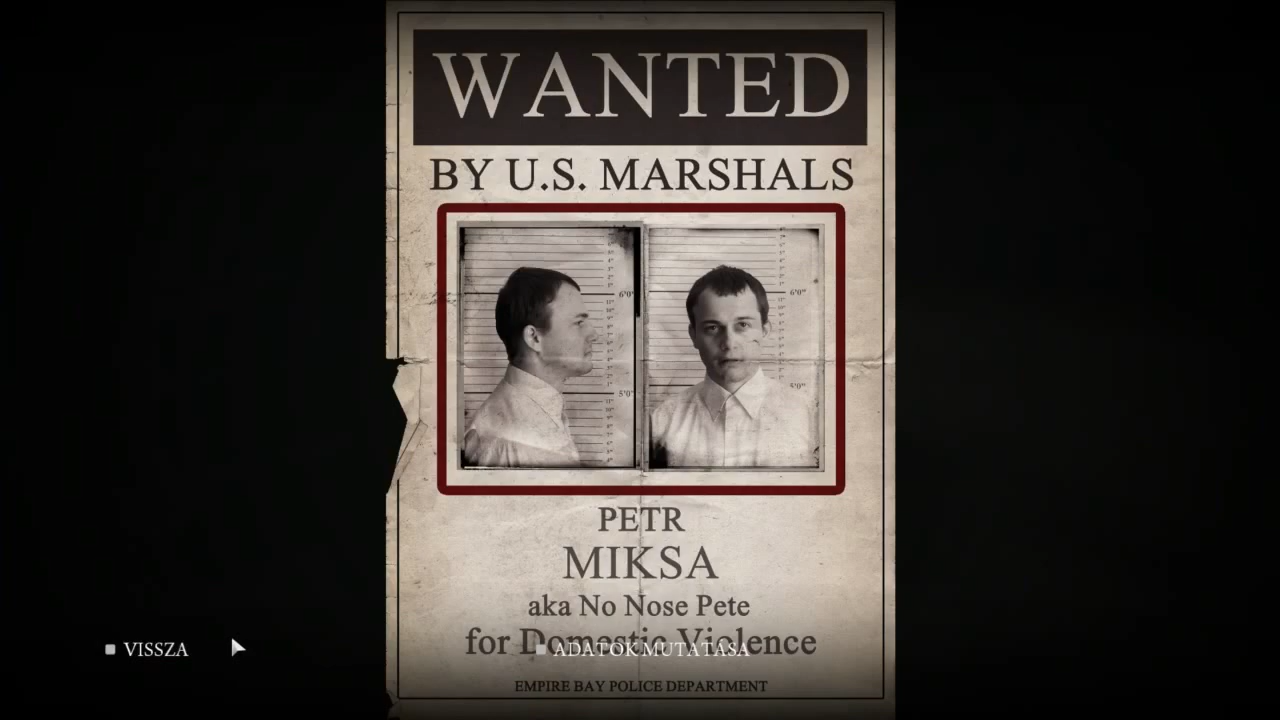 WANTED
BY U.S. MARSHALS
6'0"
6'0"
5'0"
5'0"
PETR
MIKSA
aka No Nose Pete
for Domestic Violence
VISSZA
ADATOK MUTATÁSA
EMPIRE BAY POLICE DEPARTMENT